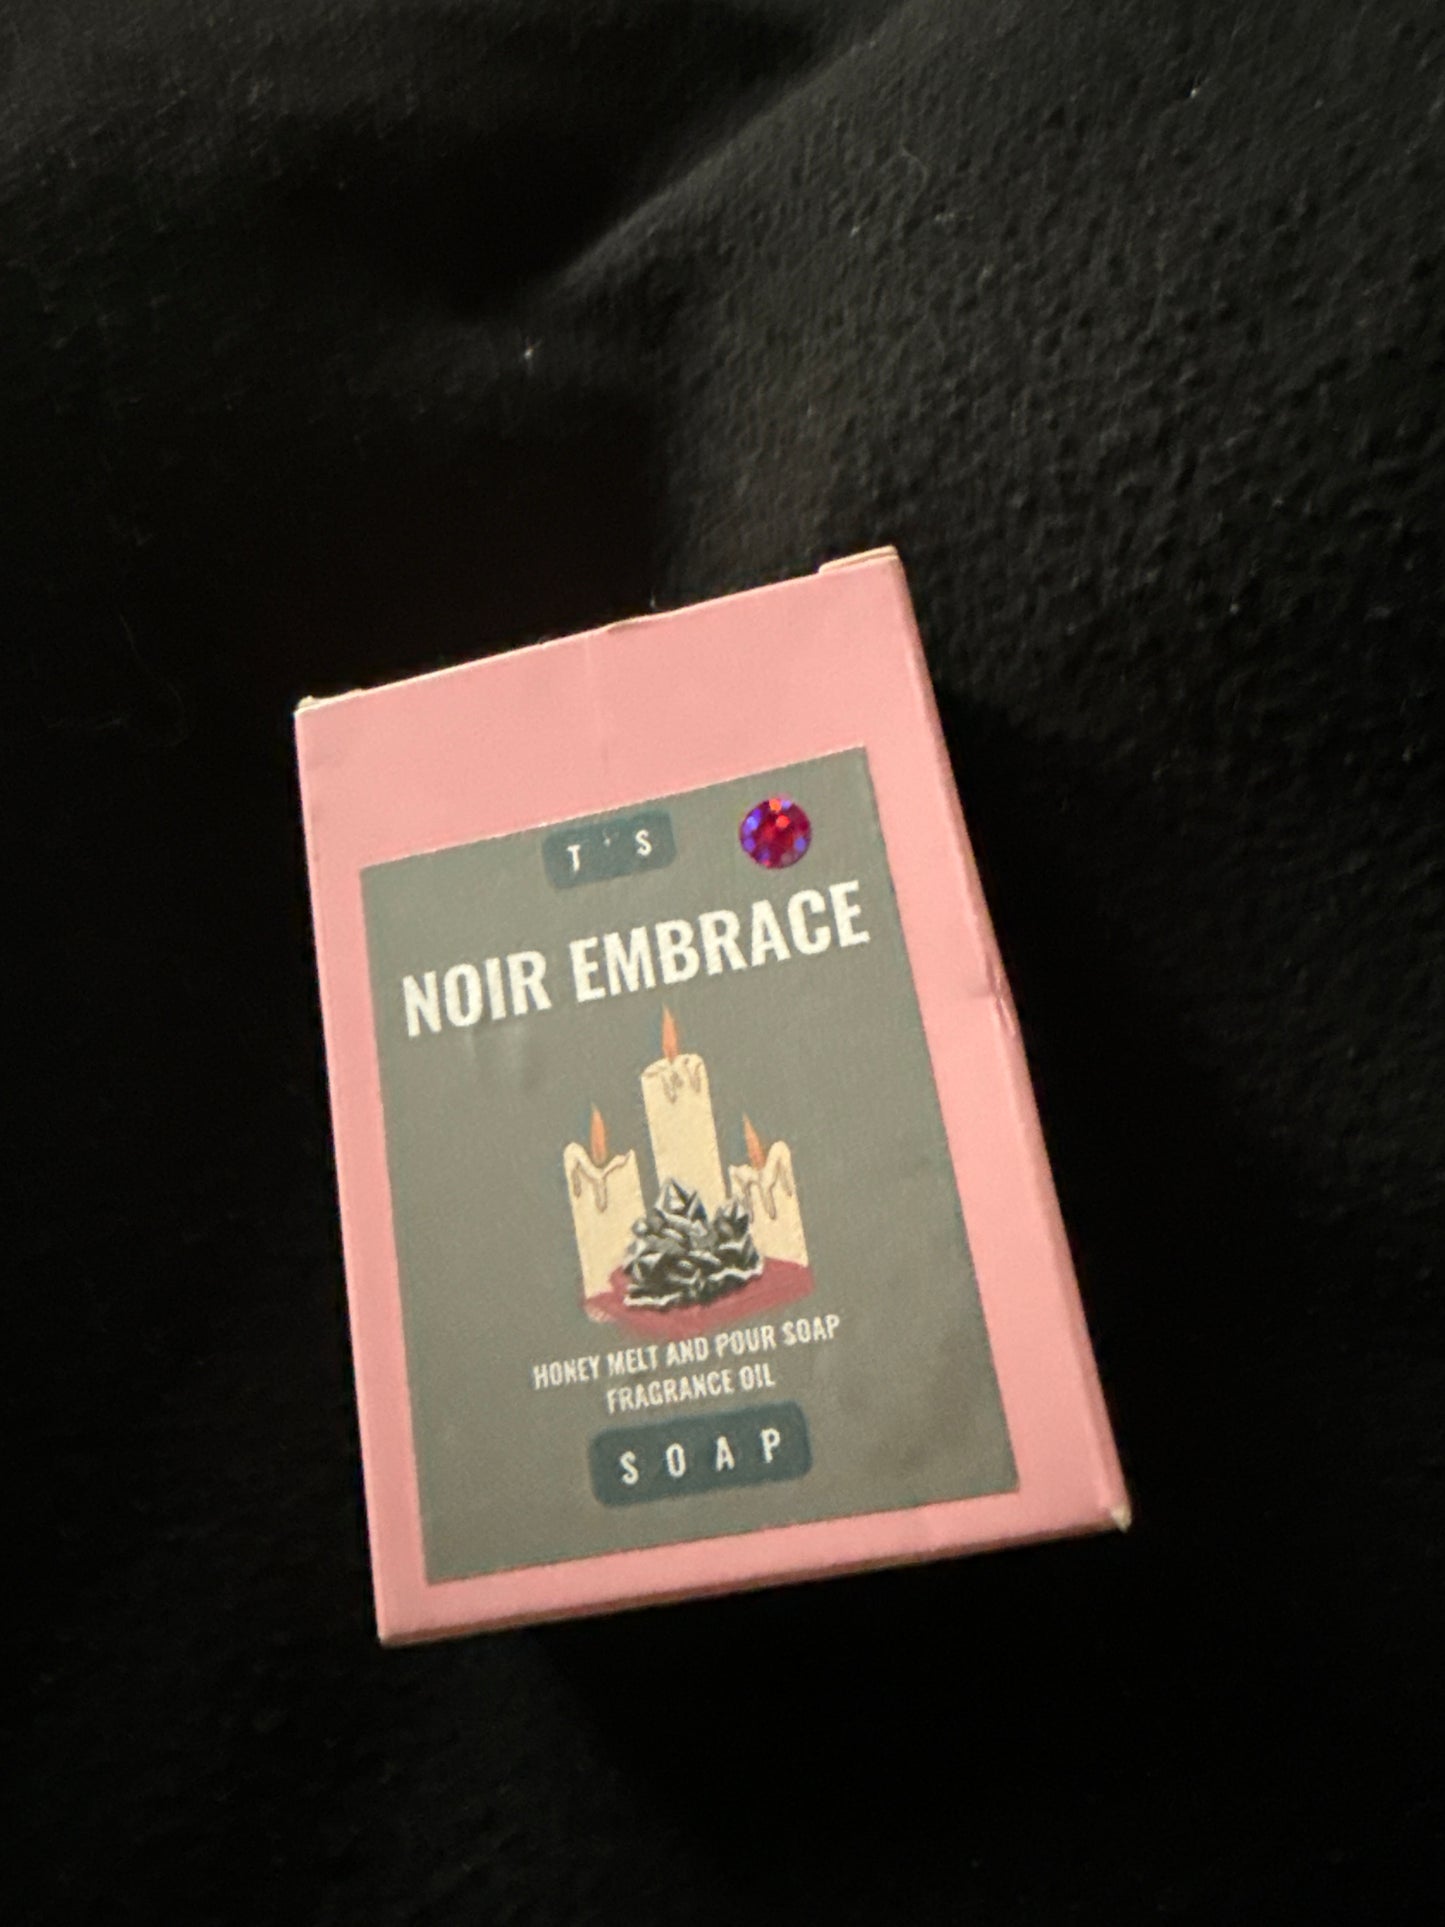 T'S
NOIR EMBRACE
HONEY MELT AND POUR SOAP
FRAGRANCE OIL
SOAP